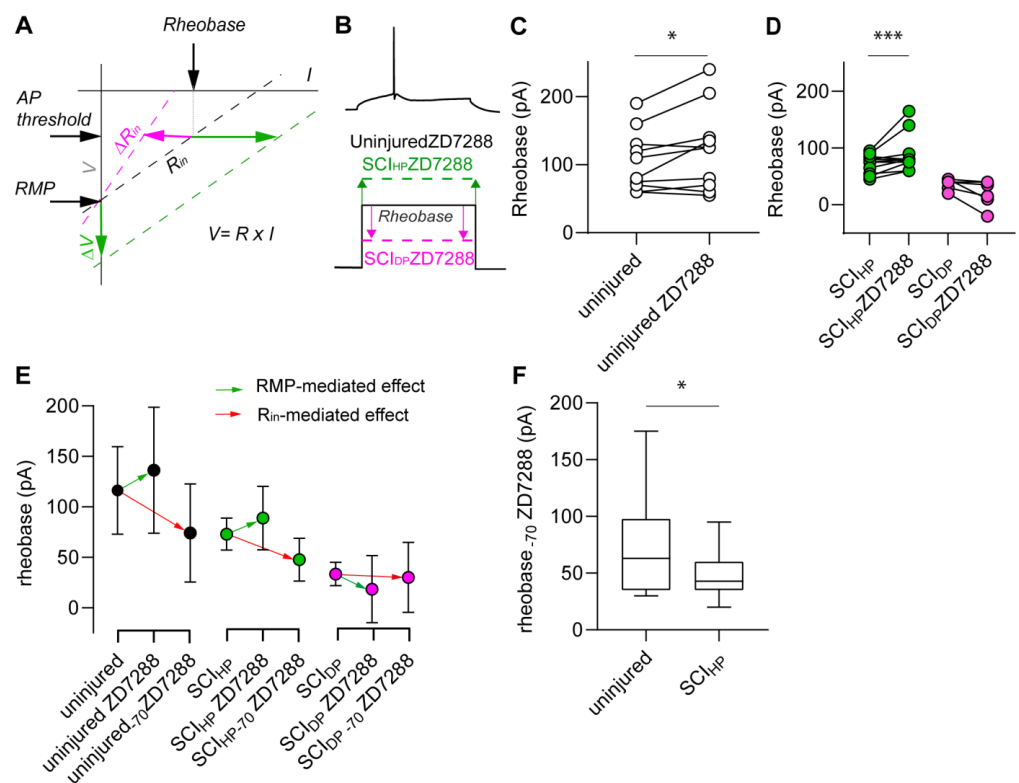 A
Rheobase
I
AP
threshold
ΔRin
V
Rin
RMP
ΔV
V= R x I
B
UninjuredZD7288
SCIHPZD7288
Rheobase
SCIDPZD7288
C
*
Rheobase (pA)
200
100
0
uninjured
uninjured ZD7288
D
***
Rheobase (pA)
200
100
0
SCIHP
SCIHPZD7288
SCIDP
SCIDPZD7288
E
RMP-mediated effect
Rin-mediated effect
rheobase (pA)
200
150
100
50
0
uninjured
uninjured ZD7288
uninjured-70ZD7288
SCIHP
SCIHP ZD7288
SCIHP-70 ZD7288
SCIDP
SCIDP ZD7288
SCIDP -70 ZD7288
F
*
rheobase -70 ZD7288 (pA)
200
150
100
50
0
uninjured
SCIHP